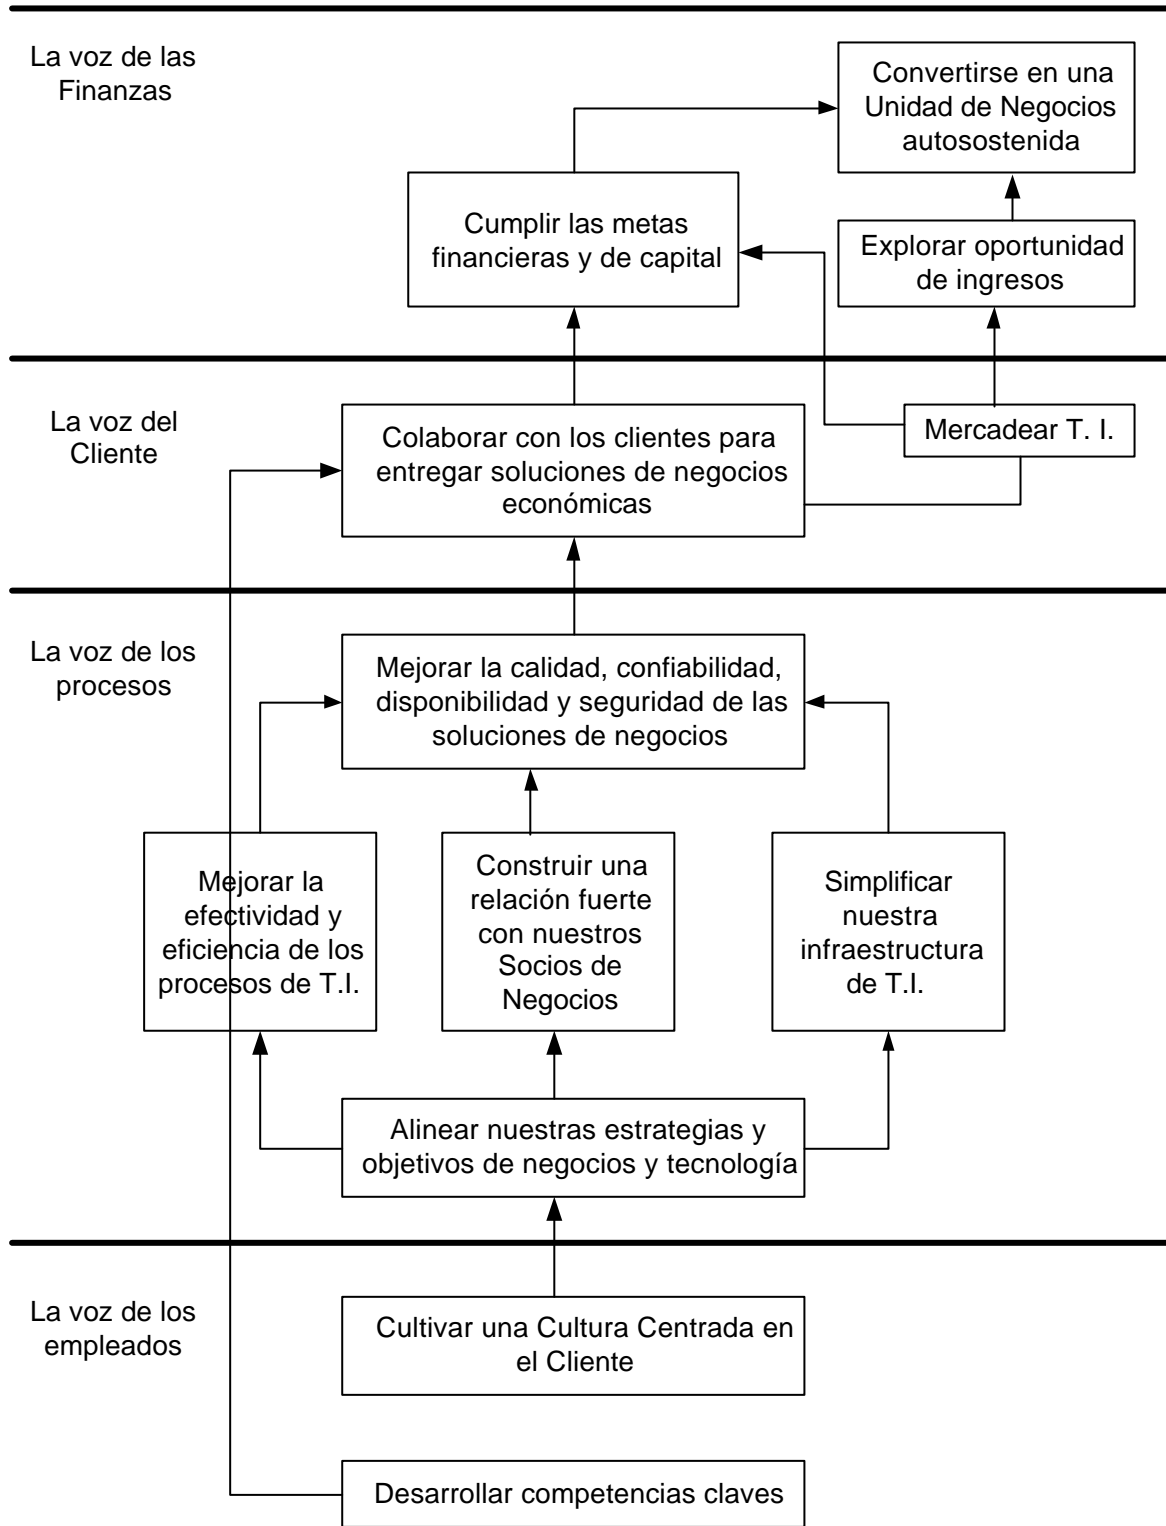 La voz de las
Finanzas
Convertirse en una
Unidad de Negocios
autosostenida
Cumplir las metas
financieras y de capital
Explorar oportunidad
de ingresos
La voz del
Cliente
Colaborar con los clientes para
entregar soluciones de negocios
económicas
Mercadear T. I.
La voz de los
procesos
Mejorar la calidad, confiabilidad,
disponibilidad y seguridad de las
soluciones de negocios
Mejorar la
efectividad y
eficiencia de los
procesos de T.I.
Construir una
relación fuerte
con nuestros
Socios de
Negocios
Simplificar
nuestra
infraestructura
de T.I.
Alinear nuestras estrategias y
objetivos de negocios y tecnología
La voz de los
empleados
Cultivar una Cultura Centrada en
el Cliente
Desarrollar competencias claves